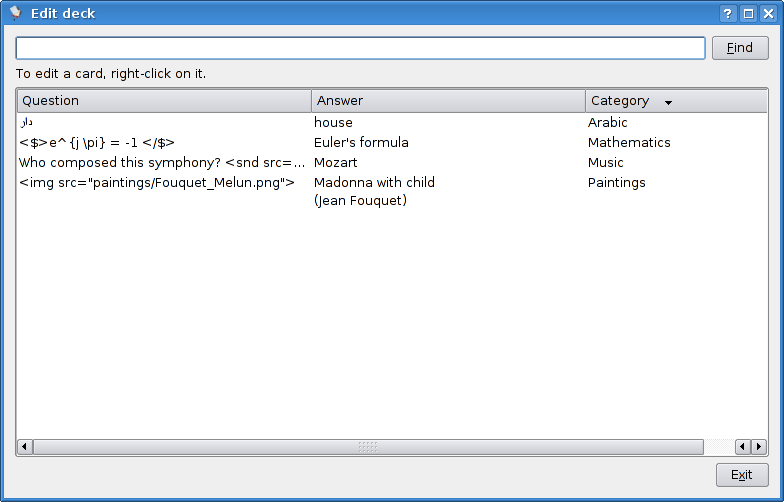 Edit deck
Find
To edit a card, right-click on it.
Question Answer Category
دار house Arabic
<$>e^{j \pi} = -1 </$> Euler's formula Mathematics
Who composed this symphony? <snd src=... Mozart Music
<img src="paintings/Fouquet_Melun.png"> Madonna with child Paintings
(Jean Fouquet)
Exit